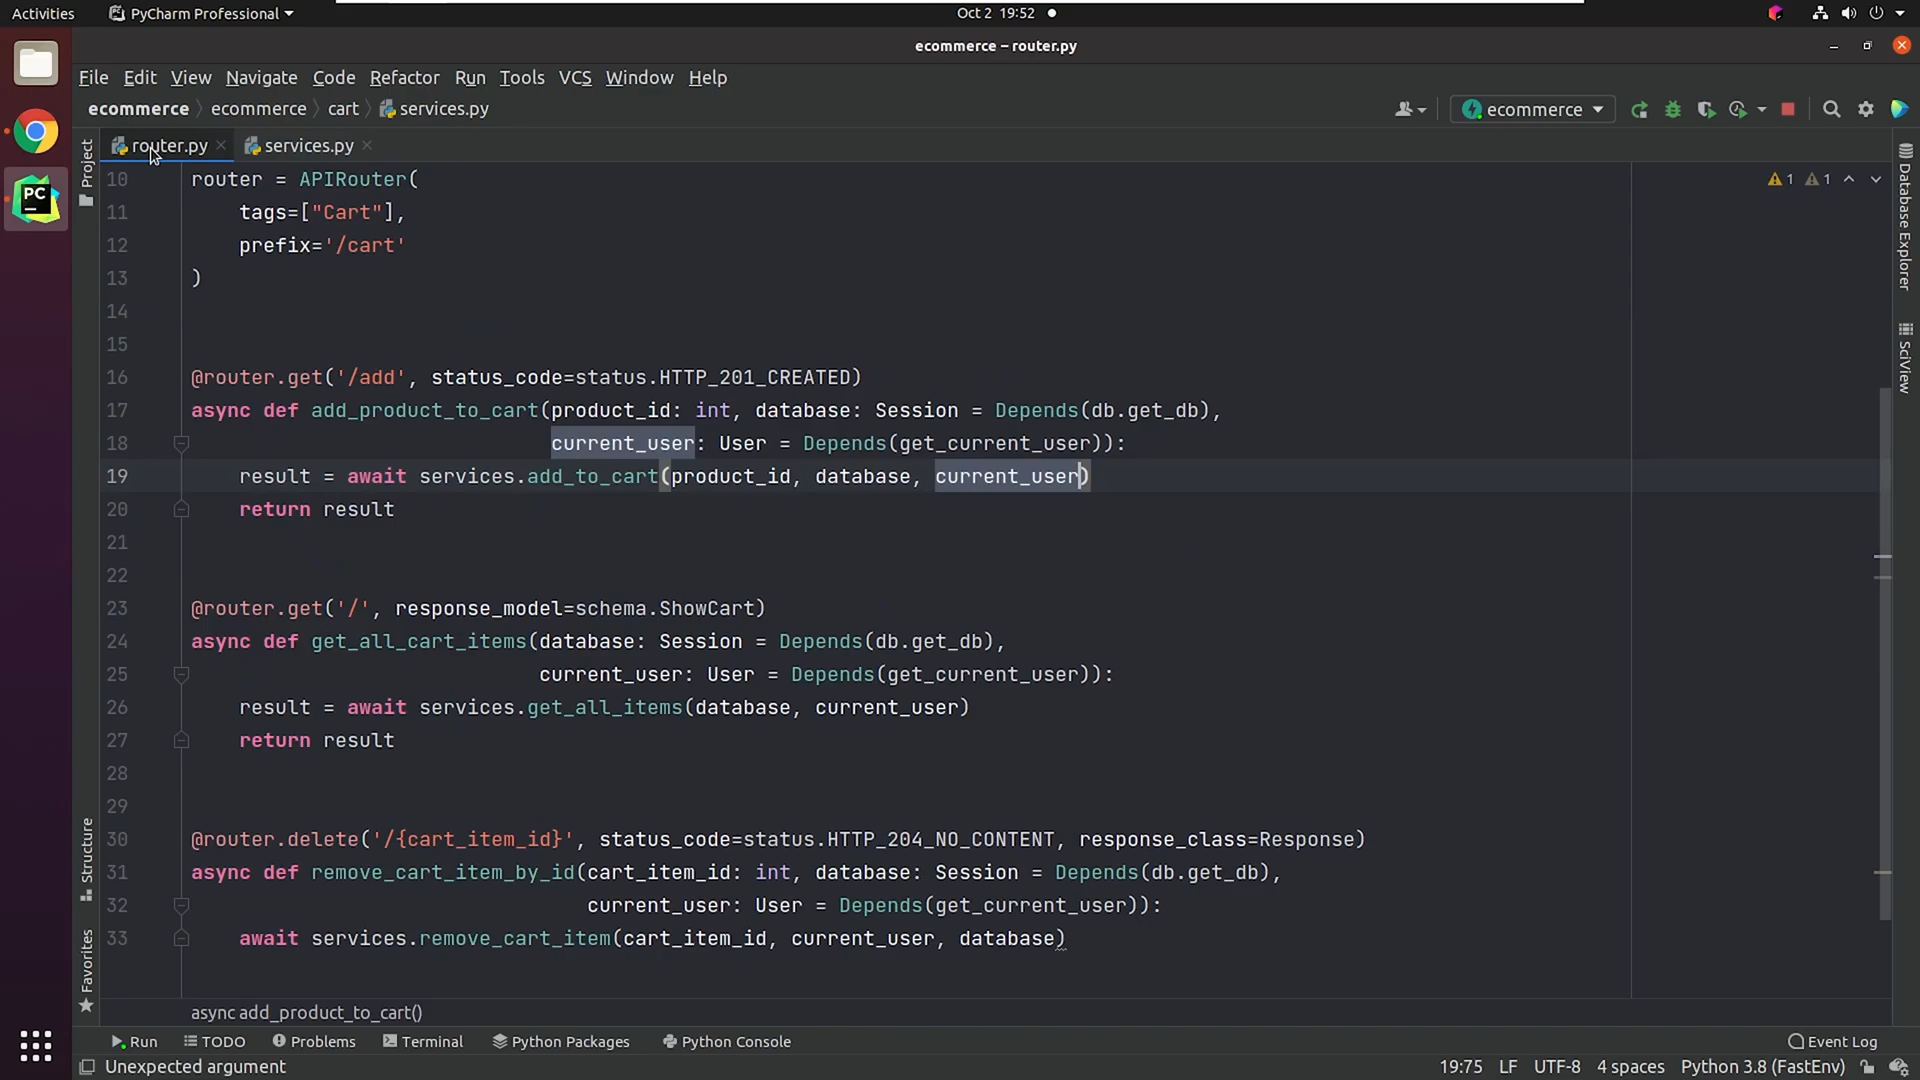 Activities PyCharm Professional Oct 2 19:52
ecommerce – router.py
File Edit View Navigate Code Refactor Run Tools VCS Window Help
ecommerce ecommerce cart services.py ecommerce
router.py services.py
Project
10 router = APIRouter( 1 1
11 tags=["Cart"],
12 prefix='/cart'
13 )
14
15
16 @router.get('/add', status_code=status.HTTP_201_CREATED)
17 async def add_product_to_cart(product_id: int, database: Session = Depends(db.get_db),
18 current_user: User = Depends(get_current_user)):
19 result = await services.add_to_cart(product_id, database, current_user)
20 return result
21
22
23 @router.get('/', response_model=schema.ShowCart)
24 async def get_all_cart_items(database: Session = Depends(db.get_db),
25 current_user: User = Depends(get_current_user)):
26 result = await services.get_all_items(database, current_user)
27 return result
28
29
30 @router.delete('/{cart_item_id}', status_code=status.HTTP_204_NO_CONTENT, response_class=Response)
31 async def remove_cart_item_by_id(cart_item_id: int, database: Session = Depends(db.get_db),
32 current_user: User = Depends(get_current_user)):
33 await services.remove_cart_item(cart_item_id, current_user, database)
Structure
Favorites
Database Explorer
SciView
PC
async add_product_to_cart()
Run TODO Problems Terminal Python Packages Python Console Event Log
Unexpected argument 19:75 LF UTF-8 4 spaces Python 3.8 (FastEnv)